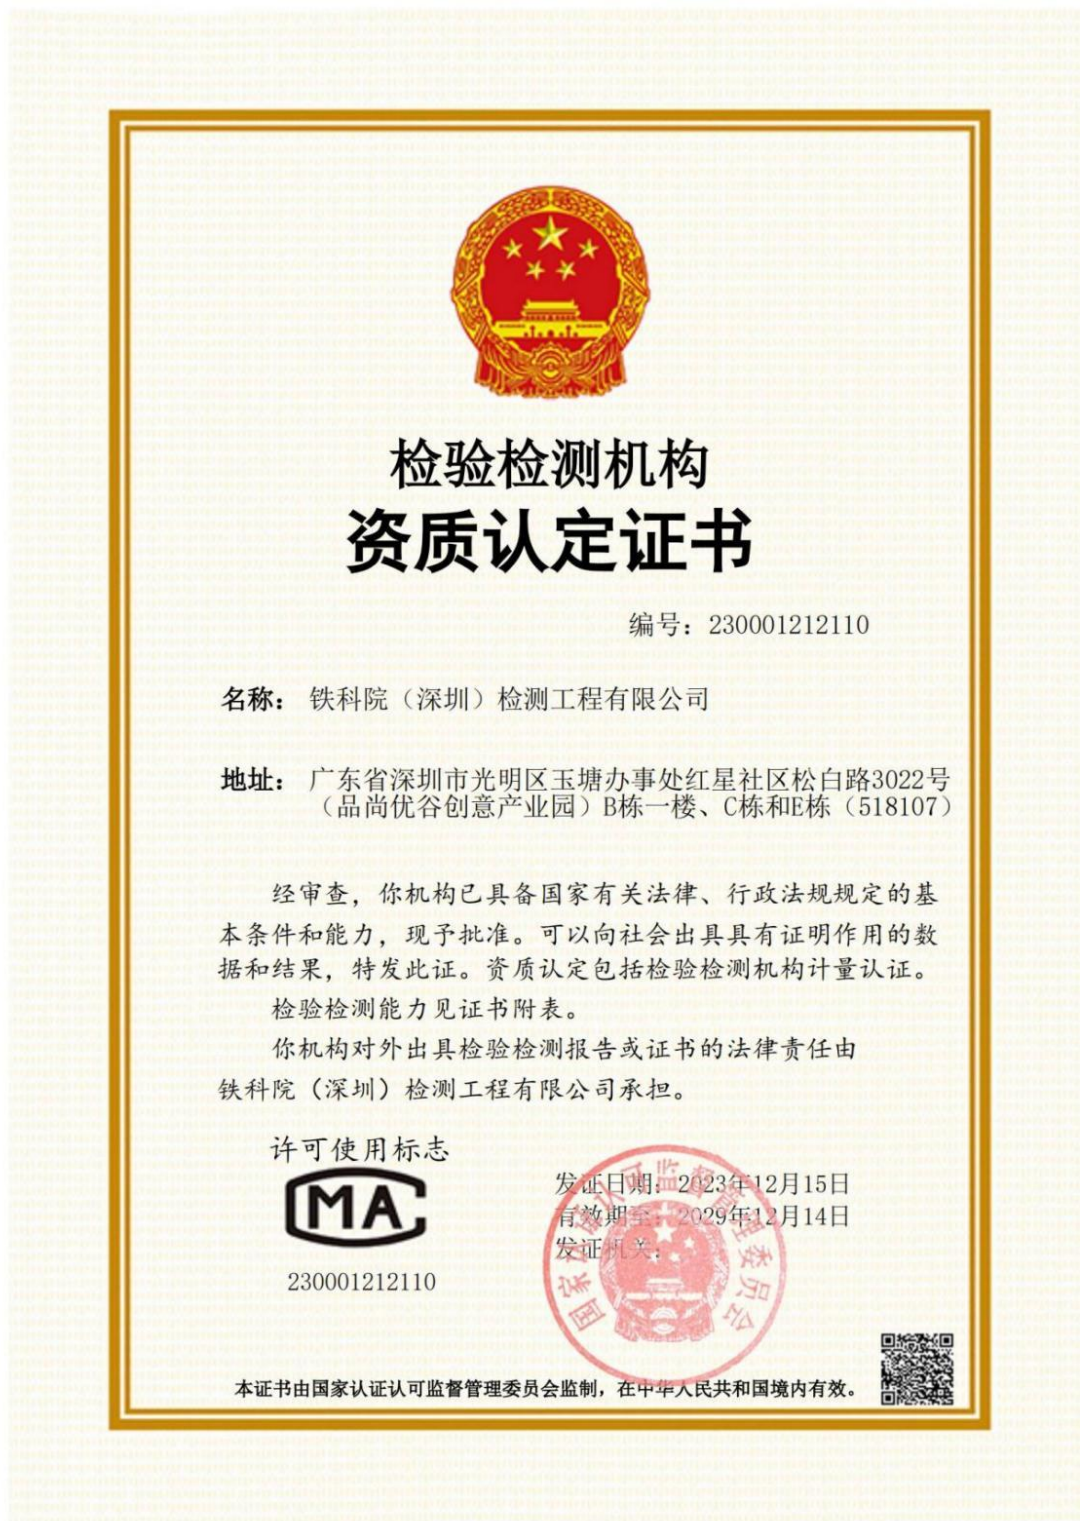 检验检测机构
资质认定证书
编号：230001212110
名称：铁科院（深圳）检测工程有限公司
地址：广东省深圳市光明区玉塘办事处红星社区松白路3022号
（品尚优谷创意产业园）B栋一楼、C栋和E栋（518107）
经审查，你机构已具备国家有关法律、行政法规规定的基
本条件和能力，现予批准。可以向社会出具具有证明作用的数
据和结果，特发此证。资质认定包括检验检测机构计量认证。
检验检测能力见证书附表。
你机构对外出具检验检测报告或证书的法律责任由
铁科院（深圳）检测工程有限公司承担。
许可使用标志
MA
230001212110
发证日期：2023年12月15日
有效期至：2029年12月14日
发证机关：
国家认证认可监督管理委员会
本证书由国家认证认可监督管理委员会监制，在中华人民共和国境内有效。